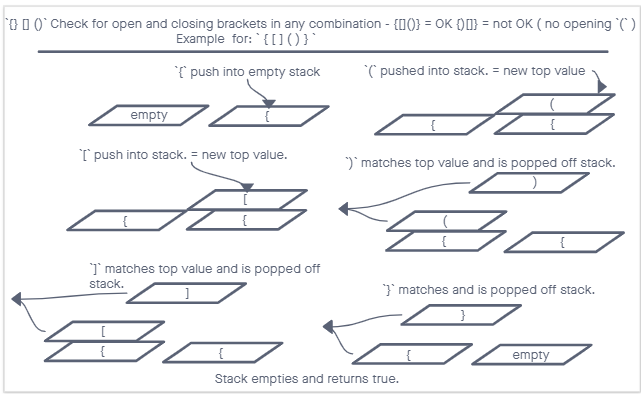 `{} [] ()` Check for open and closing brackets in any combination - {[]()} = OK {)[]} = not OK ( no opening `(` )
Example for: ` { [ ] ( ) } `
`{` push into empty stack
empty
{
`[` push into stack. = new top value.
[
{
{
`]` matches top value and is popped off
stack.
]
[
{
{
`(` pushed into stack. = new top value
(
{
{
`)` matches top value and is popped off stack.
)
(
{
{
`}` matches and is popped off stack.
}
{
empty
Stack empties and returns true.